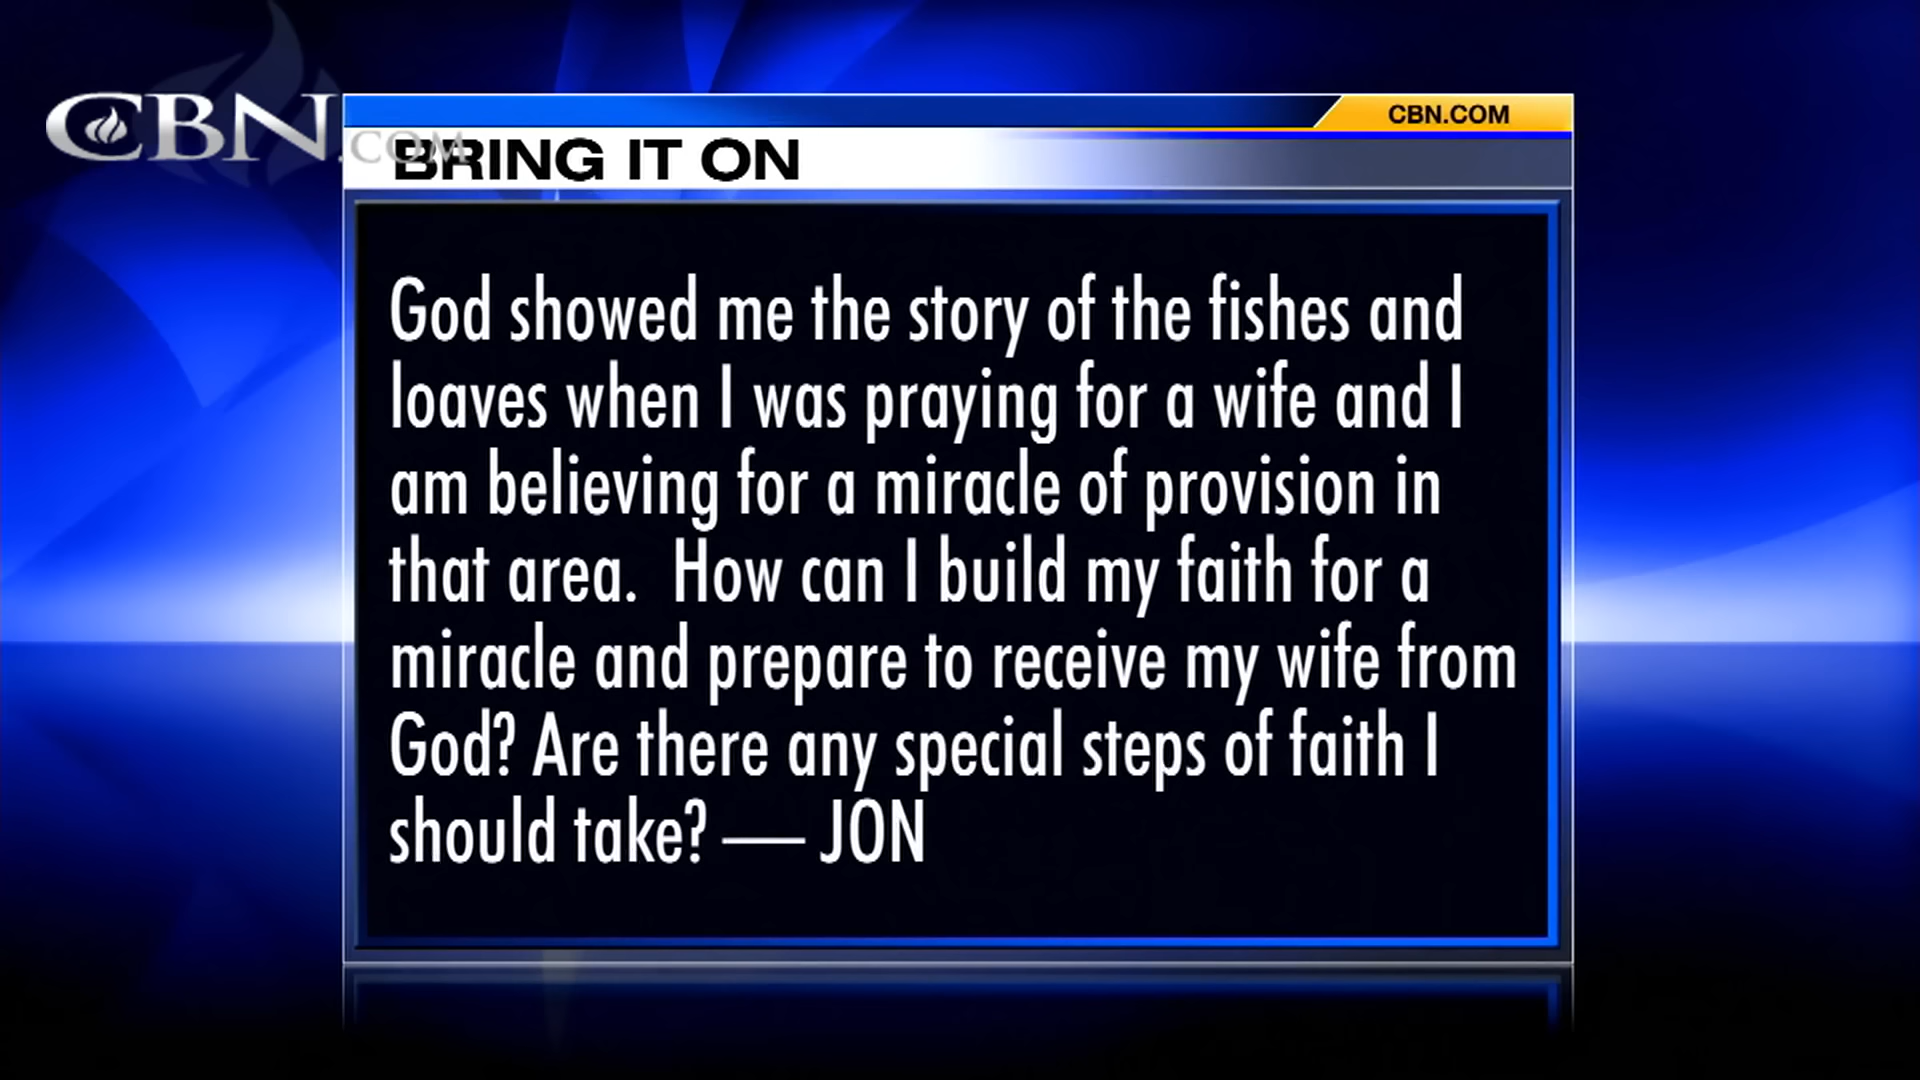 CBN.COM
CBN.COM
BRING IT ON
God showed me the story of the fishes and
loaves when I was praying for a wife and I
am believing for a miracle of provision in
that area.  How can I build my faith for a
miracle and prepare to receive my wife from
God? Are there any special steps of faith I
should take? — JON